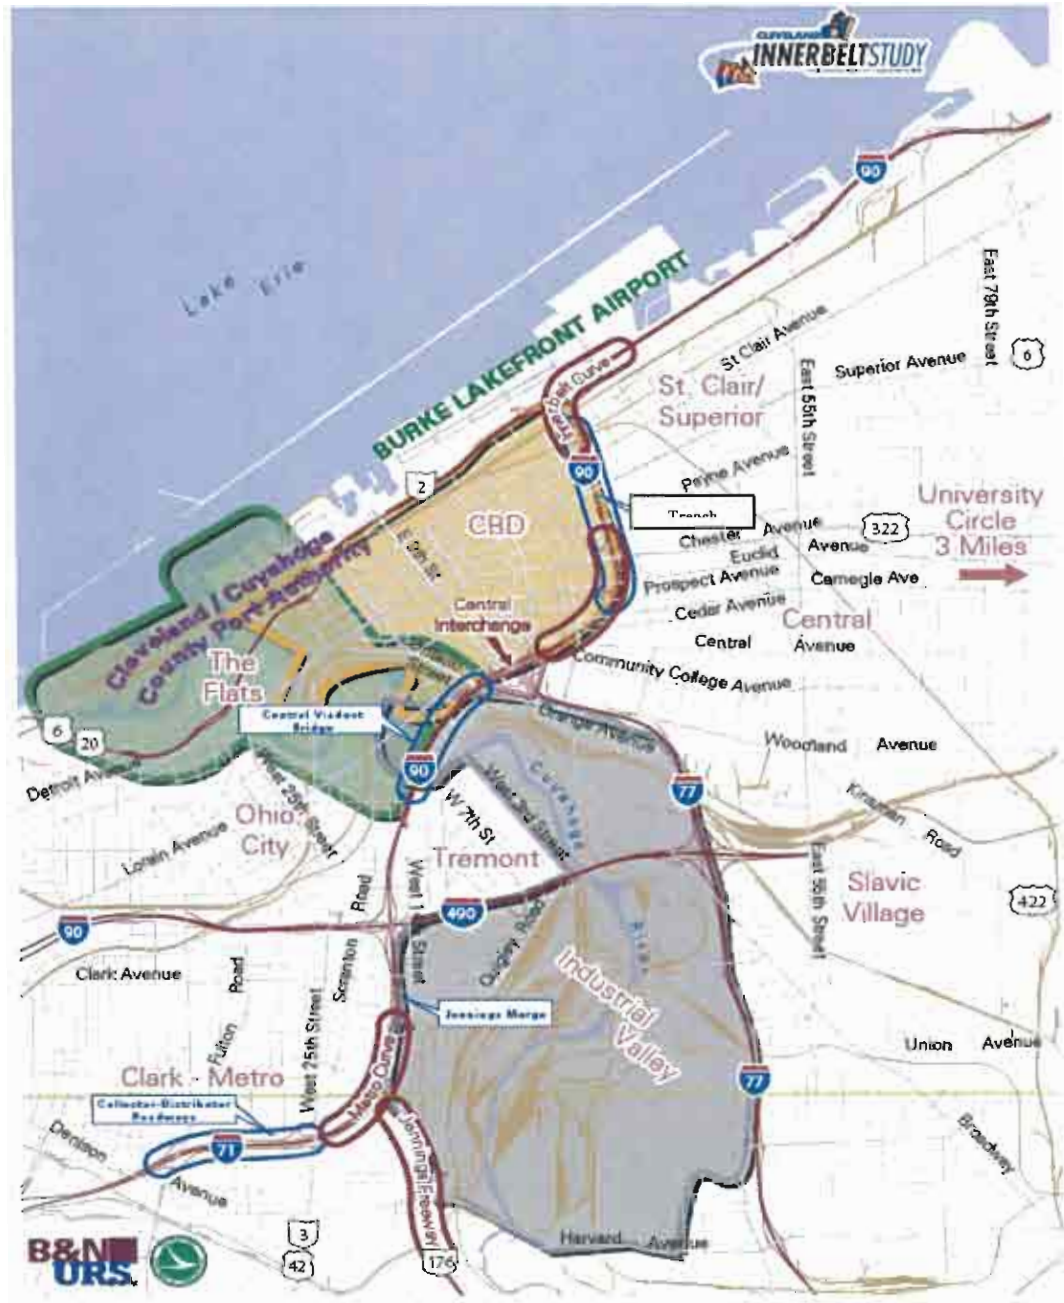 CLEVELAND
INNERBELTSTUDY
90
Lake Erie
BURKE LAKEFRONT AIRPORT
East 79th Street
6
St Clair Avenue
Superior Avenue
Innerbelt Curve
St. Clair/
Superior
East 55th Street
90
2
Payne Avenue
University
Circle
3 Miles
Trench
CBD
E 9th St
Chester Avenue
322
Euclid Avenue
Prospect Avenue
Carnegie Ave
Cedar Avenue
Central
Central Avenue
Cleveland / Cuyahoga
County Port Authority
Central
Interchange
The
Flats
Community College Avenue
Central Viaduct
Bridge
Orange Avenue
6
20
Woodland Avenue
Detroit Avenue
90
West 25th Street
77
Kinsman Road
Cuyahoga River
West 3rd Street
W 7th St
Ohio
City
Lorain Avenue
Tremont
East 55th Street
Slavic
Village
422
West 14th Street
Scranton Road
490
90
Quigley Road
Clark Avenue
Fulton Road
West 25th Street
Industrial
Valley
Jennings Merge
Union Avenue
Metro Curve
77
Clark - Metro
Collector-Distributor
Roadways
71
Denison Avenue
Jennings Freeway
Broadway
3
42
176
Harvard Avenue
B&N
URS